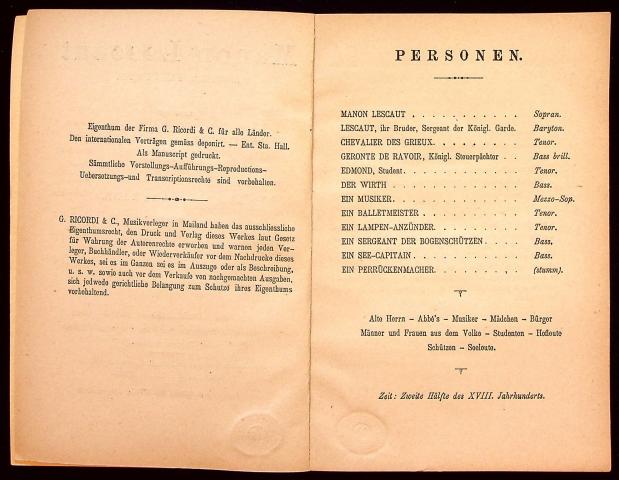 Eigenthum der Firma G. Ricordi & C. für alle Länder.
Den internationalen Verträgen gemäss deponirt. — Ent. Sta. Hall.
Als Manuscript gedruckt.
Sämmtliche Vorstellungs-Aufführungs-Reproductions-
Uebersetzungs-und Transcriptionsrechte sind vorbehalten.
G. RICORDI & C., Musikverleger in Mailand haben das ausschliessliche
Eigenthumsrecht, den Druck und Verlag dieses Werkes laut Gesetz
für Wahrung der Autorenrechte erworben und warnen jeden Ver-
leger, Buchhändler, oder Wiederverkäufer vor dem Nachdrucke dieses
Werkes, sei es im Ganzen sei es im Auszuge oder als Beschreibung,
u. s. w. sowie auch vor dem Verkaufe von nachgemachten Ausgaben,
sich jedwede gerichtliche Belangung zum Schutze ihres Eigenthums
vorbehaltend.
PERSONEN.
MANON LESCAUT . . . . . . . . . . . Sopran.
LESCAUT, ihr Bruder, Sergeant der Königl. Garde. Baryton.
CHEVALIER DES GRIEUX. . . . . . . . . Tenor.
GERONTE DE RAVOIR, Königl. Steuerpächter . . Bass brill.
EDMOND, Student. . . . . . . . . . . . Tenor.
DER WIRTH . . . . . . . . . . . . Bass.
EIN MUSIKER. . . . . . . . . . . . Mezzo-Sop.
EIN BALLETMEISTER . . . . . . . . . . Tenor.
EIN LAMPEN-ANZÜNDER. . . . . . . . . Tenor.
EIN SERGEANT DER BOGENSCHÜTZEN . . . . Bass.
EIN SEE-CAPITAIN . . . . . . . . . . Bass.
EIN PERRÜCKENMACHER. . . . . . . . . (stumm).
Alte Herrn – Abbé's – Musiker – Mädchen – Bürger
Männer und Frauen aus dem Volke – Studenten – Hofleute
Schützen – Seeleute.
Zeit: Zweite Hälfte des XVIII. Jahrhunderts.